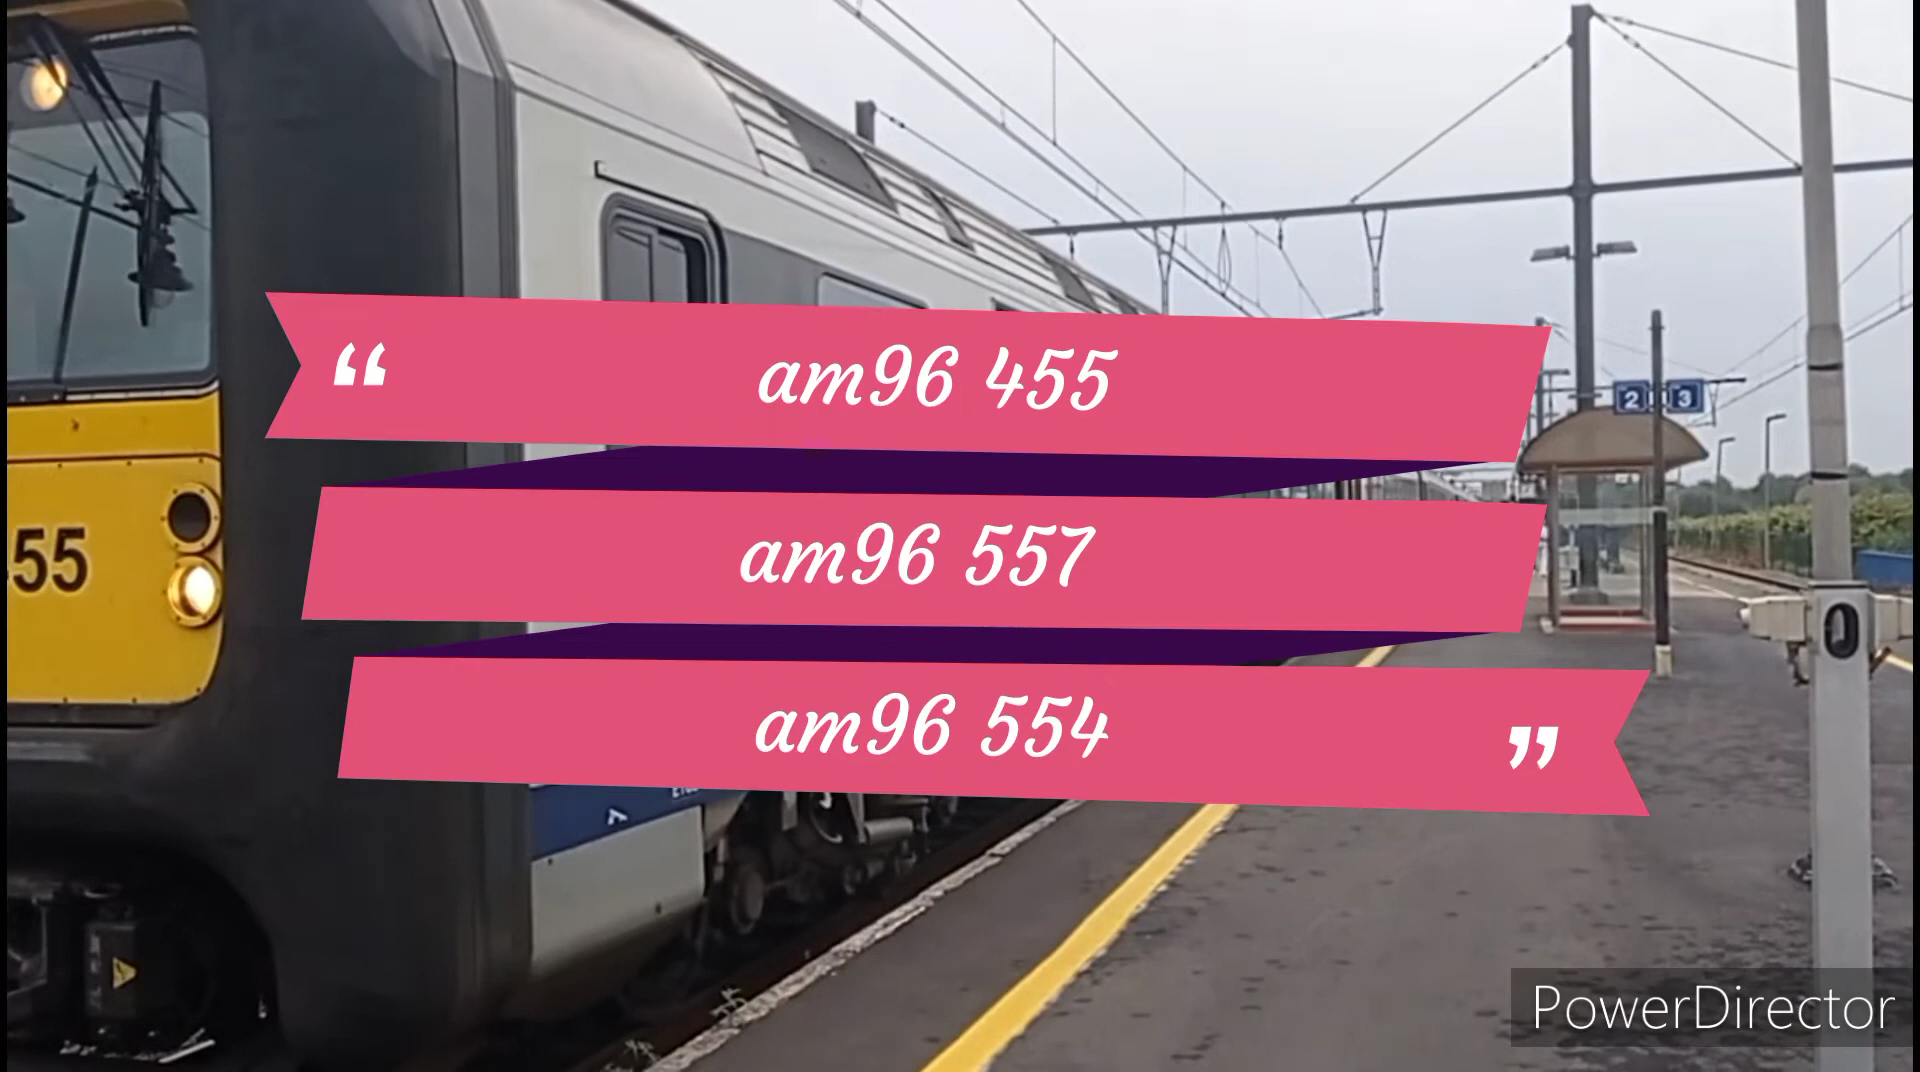 “ am96 455
am96 557
am96 554 ”
55
2 3
0
PowerDirector